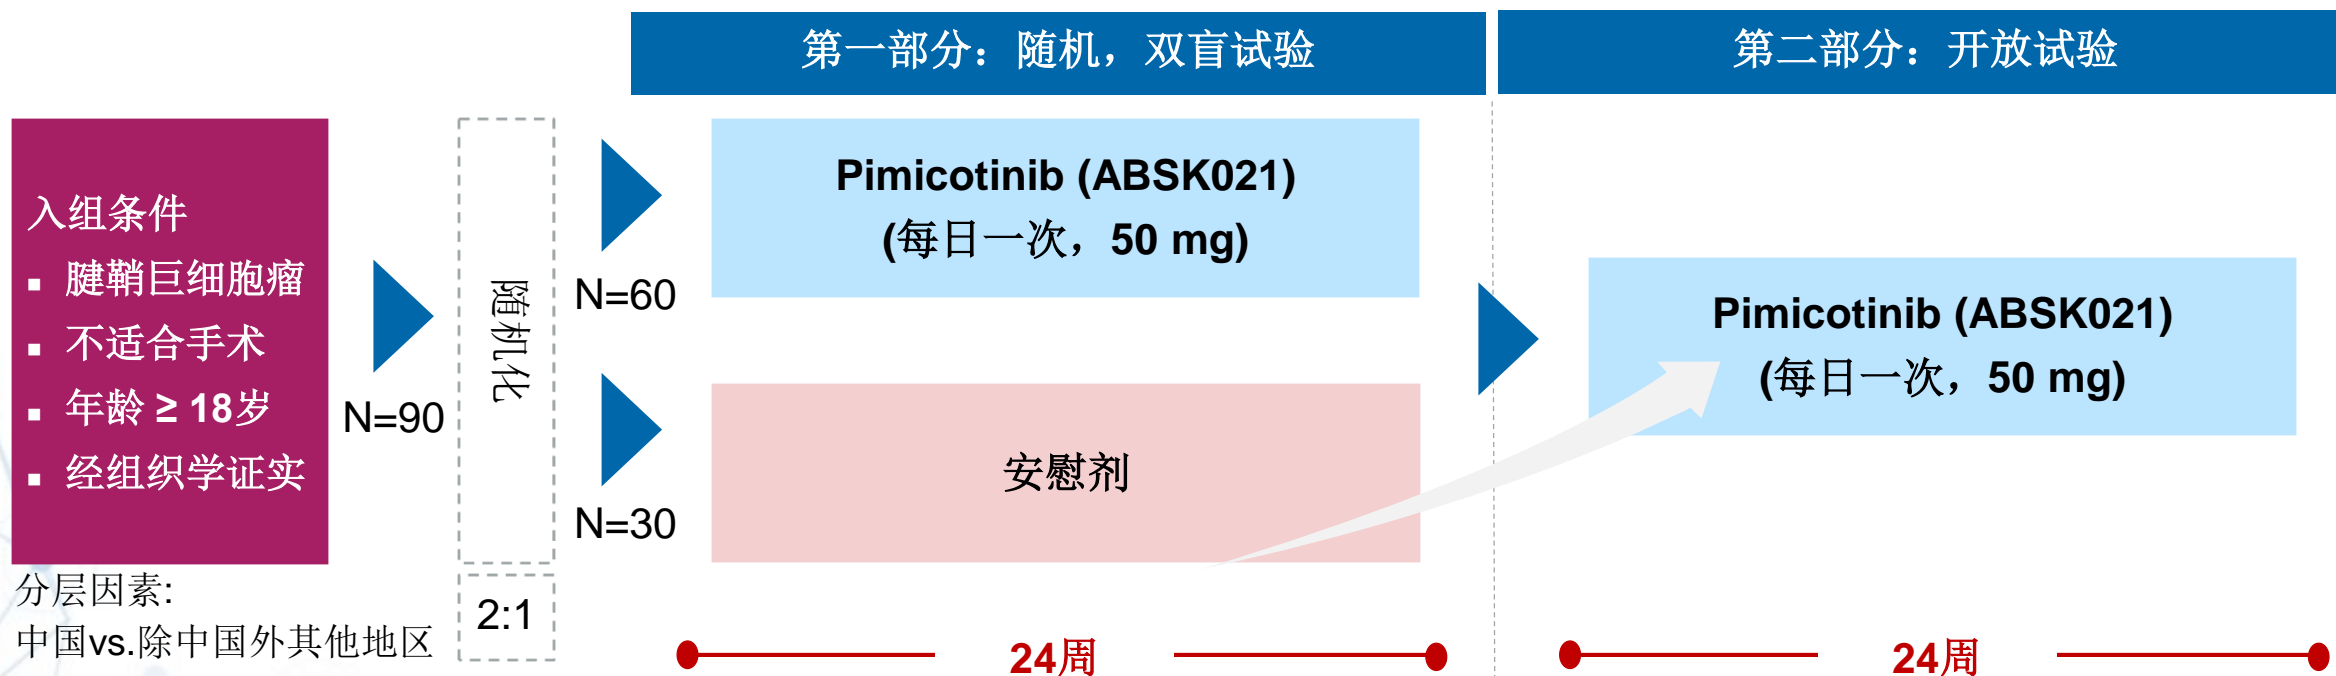 第一部分：随机，双盲试验
第二部分：开放试验
入组条件
▪ 腱鞘巨细胞瘤
▪ 不适合手术
▪ 年龄 ≥ 18岁
▪ 经组织学证实
分层因素:
中国vs.除中国外其他地区
N=90
随机化
2:1
N=60
N=30
Pimicotinib (ABSK021)
(每日一次，50 mg)
安慰剂
24周
Pimicotinib (ABSK021)
(每日一次，50 mg)
24周